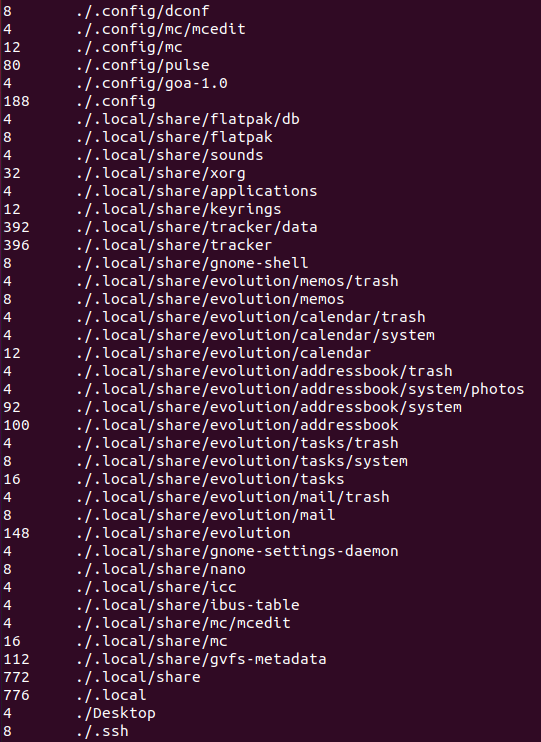 8 ./.config/dconf
4 ./.config/mc/mcedit
12 ./.config/mc
80 ./.config/pulse
4 ./.config/goa-1.0
188 ./.config
4 ./.local/share/flatpak/db
8 ./.local/share/flatpak
4 ./.local/share/sounds
32 ./.local/share/xorg
4 ./.local/share/applications
12 ./.local/share/keyrings
392 ./.local/share/tracker/data
396 ./.local/share/tracker
8 ./.local/share/gnome-shell
4 ./.local/share/evolution/memos/trash
8 ./.local/share/evolution/memos
4 ./.local/share/evolution/calendar/trash
4 ./.local/share/evolution/calendar/system
12 ./.local/share/evolution/calendar
4 ./.local/share/evolution/addressbook/trash
4 ./.local/share/evolution/addressbook/system/photos
92 ./.local/share/evolution/addressbook/system
100 ./.local/share/evolution/addressbook
4 ./.local/share/evolution/tasks/trash
8 ./.local/share/evolution/tasks/system
16 ./.local/share/evolution/tasks
4 ./.local/share/evolution/mail/trash
8 ./.local/share/evolution/mail
148 ./.local/share/evolution
4 ./.local/share/gnome-settings-daemon
8 ./.local/share/nano
4 ./.local/share/icc
4 ./.local/share/ibus-table
4 ./.local/share/mc/mcedit
16 ./.local/share/mc
112 ./.local/share/gvfs-metadata
772 ./.local/share
776 ./.local
4 ./Desktop
8 ./.ssh